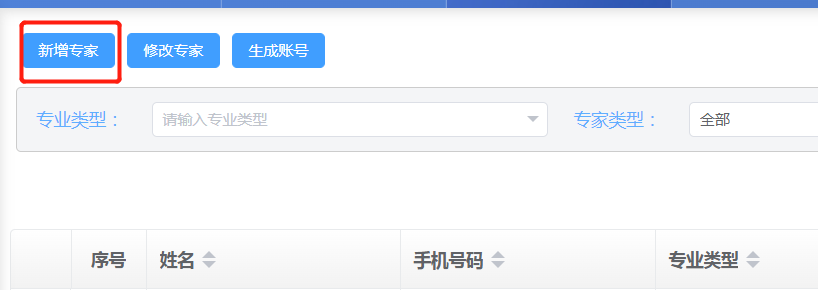 新增专家 修改专家 生成账号
专业类型： 请输入专业类型 专家类型： 全部
序号 姓名 手机号码 专业类型